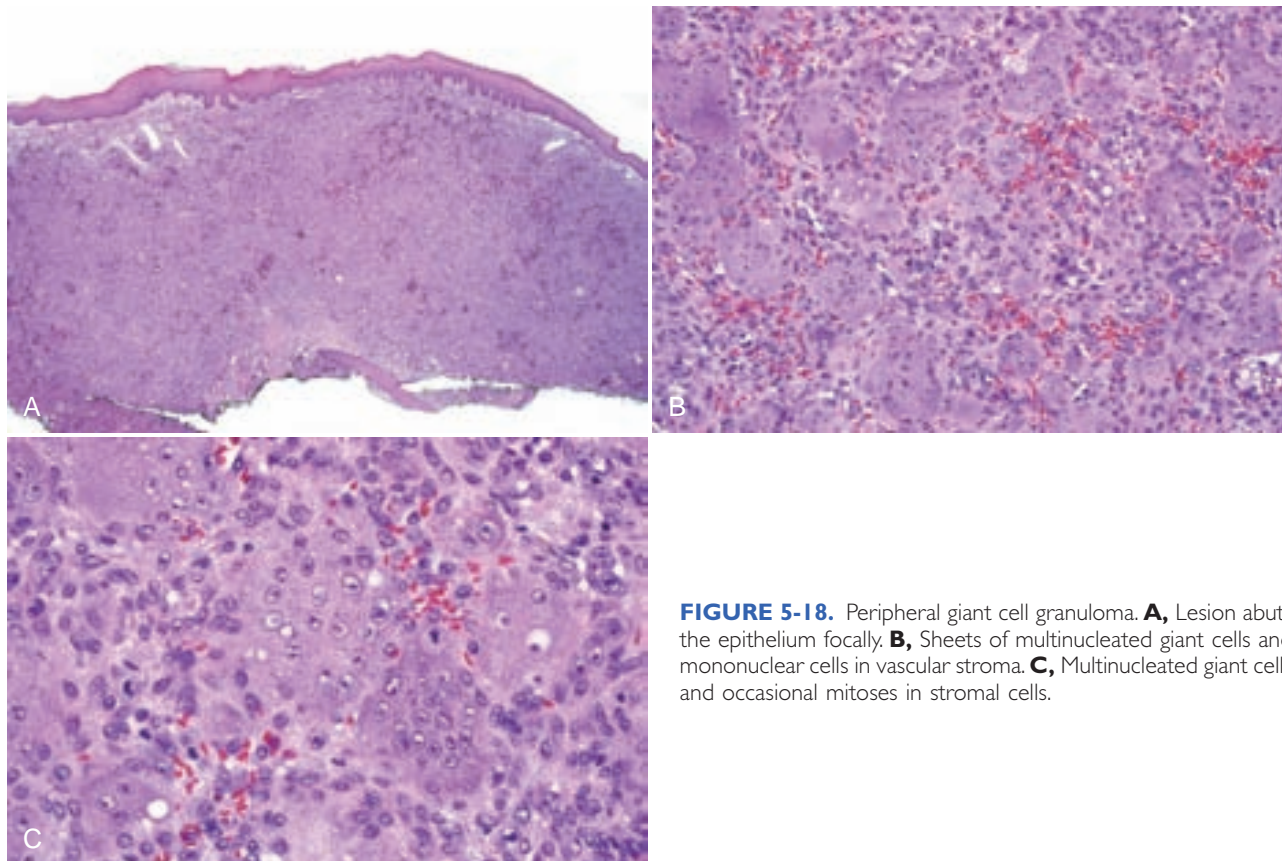 A
B
C
FIGURE 5-18. Peripheral giant cell granuloma. A, Lesion abut
the epithelium focally. B, Sheets of multinucleated giant cells an
mononuclear cells in vascular stroma. C, Multinucleated giant cell
and occasional mitoses in stromal cells.